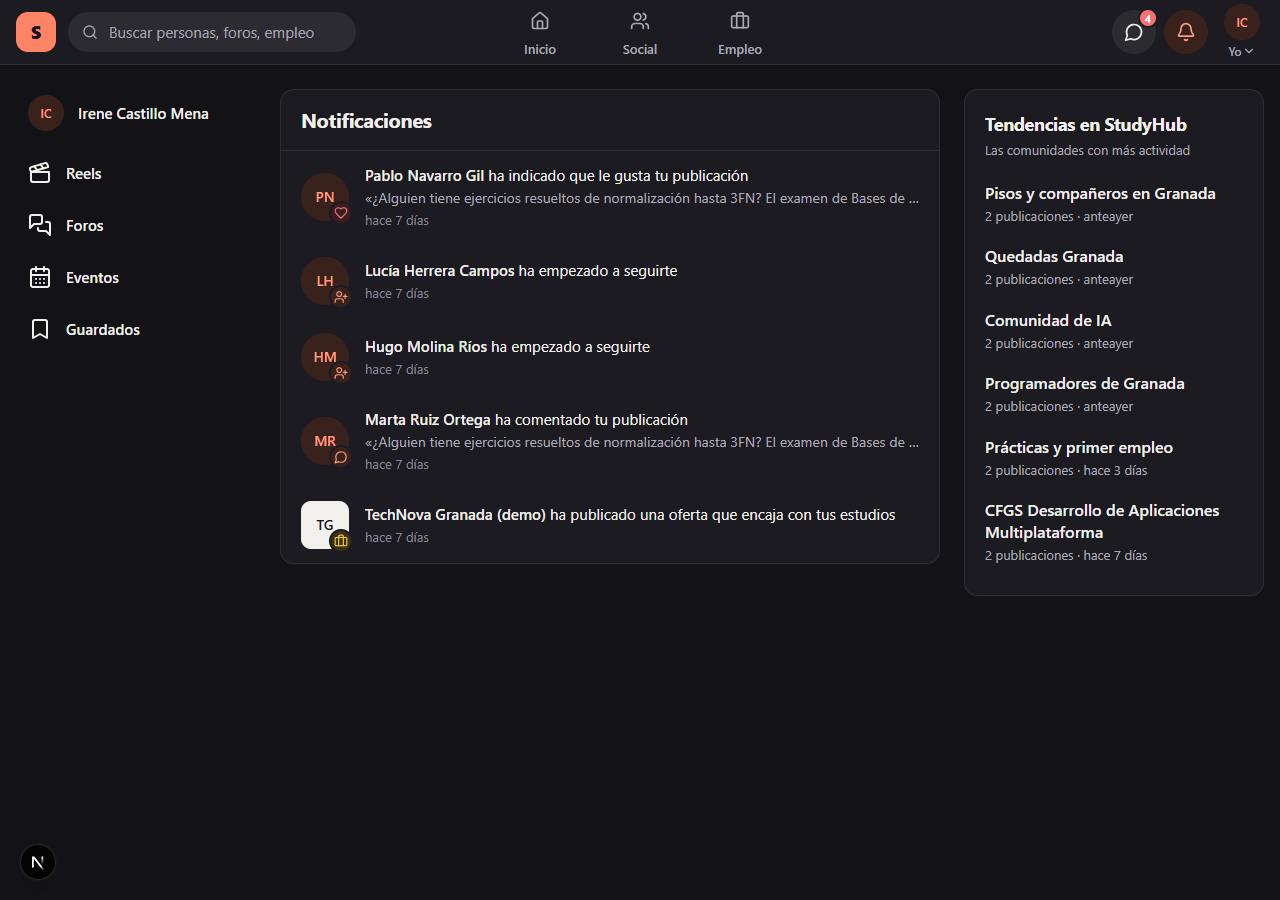 S
Buscar personas, foros, empleo
Inicio
Social
Empleo
4
IC
Yo
IC
Irene Castillo Mena
Reels
Foros
Eventos
Guardados
Notificaciones
PN
Pablo Navarro Gil ha indicado que le gusta tu publicación
«¿Alguien tiene ejercicios resueltos de normalización hasta 3FN? El examen de Bases de ...
hace 7 días
LH
Lucía Herrera Campos ha empezado a seguirte
hace 7 días
HM
Hugo Molina Ríos ha empezado a seguirte
hace 7 días
MR
Marta Ruiz Ortega ha comentado tu publicación
«¿Alguien tiene ejercicios resueltos de normalización hasta 3FN? El examen de Bases de ...
hace 7 días
TG
TechNova Granada (demo) ha publicado una oferta que encaja con tus estudios
hace 7 días
Tendencias en StudyHub
Las comunidades con más actividad
Pisos y compañeros en Granada
2 publicaciones · anteayer
Quedadas Granada
2 publicaciones · anteayer
Comunidad de IA
2 publicaciones · anteayer
Programadores de Granada
2 publicaciones · anteayer
Prácticas y primer empleo
2 publicaciones · hace 3 días
CFGS Desarrollo de Aplicaciones
Multiplataforma
2 publicaciones · hace 7 días
N